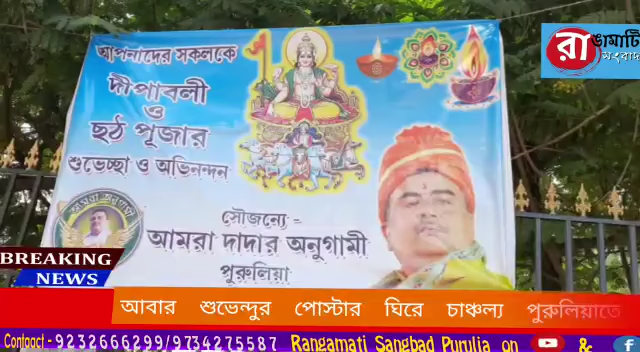 আপনাদের সকলকে
দীপাবলী
ও
ছঠ পূজার
শুভেচ্ছা ও অভিনন্দন
সৌজন্যে -
আমরা দাদার অনুগামী
পুরুলিয়া
রাঙামাটি
সংবাদ
BREAKING
NEWS
আবার শুভেন্দুর পোস্টার ঘিরে চাঞ্চল্য পুরুলিয়াতে
Contact - 9232666299/9734275587 Rangamati Sangbad Purulia on &